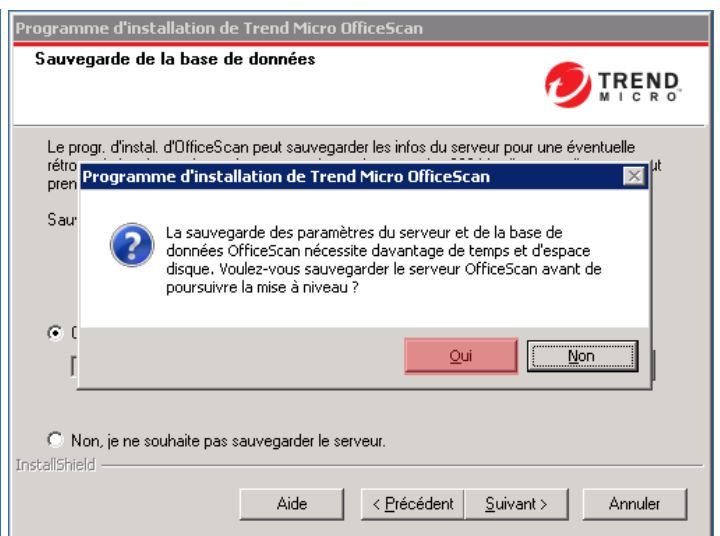 Programme d'installation de Trend Micro OfficeScan
Sauvegarde de la base de données
TREND
MICRO
Le progr. d'instal. d'OfficeScan peut sauvegarder les infos du serveur pour une éventuelle
Programme d'installation de Trend Micro OfficeScan
La sauvegarde des paramètres du serveur et de la base de
données OfficeScan nécessite davantage de temps et d'espace
disque. Voulez-vous sauvegarder le serveur OfficeScan avant de
poursuivre la mise à niveau ?
Oui Non
Non, je ne souhaite pas sauvegarder le serveur.
InstallShield
Aide < Précédent Suivant > Annuler